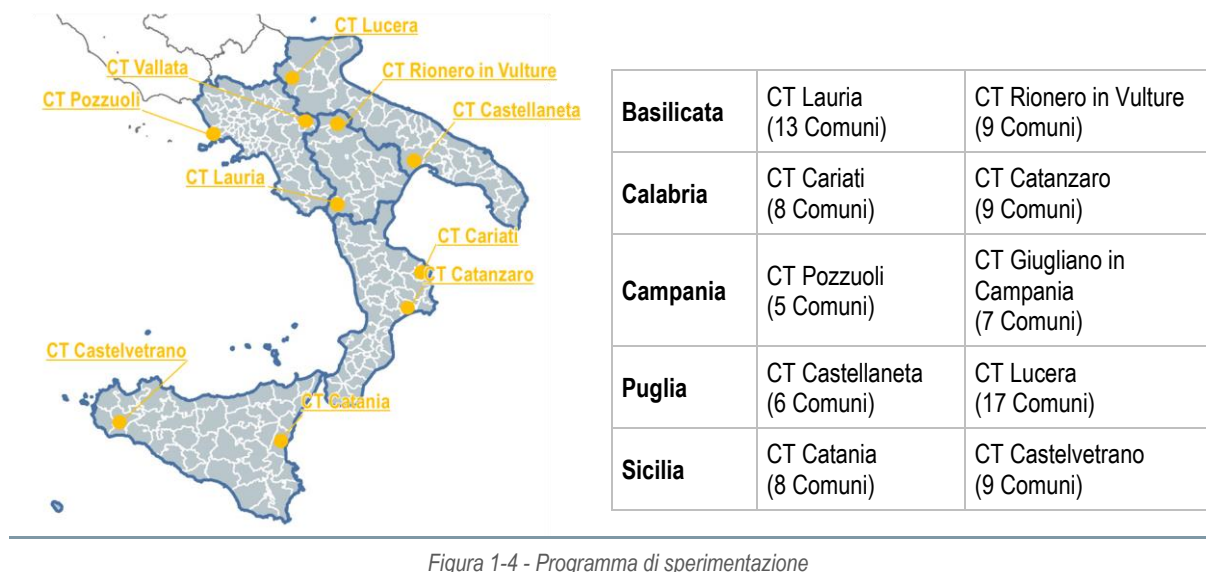 CT Lucera
CT Vallata
CT Rionero in Vulture
CT Pozzuoli
CT Castellaneta
CT Lauria
CT Cariati
CT Catanzaro
CT Castelvetrano
CT Catania
Basilicata
CT Lauria
(13 Comuni)
CT Rionero in Vulture
(9 Comuni)
Calabria
CT Cariati
(8 Comuni)
CT Catanzaro
(9 Comuni)
Campania
CT Pozzuoli
(5 Comuni)
CT Giugliano in
Campania
(7 Comuni)
Puglia
CT Castellaneta
(6 Comuni)
CT Lucera
(17 Comuni)
Sicilia
CT Catania
(8 Comuni)
CT Castelvetrano
(9 Comuni)
Figura 1-4 - Programma di sperimentazione